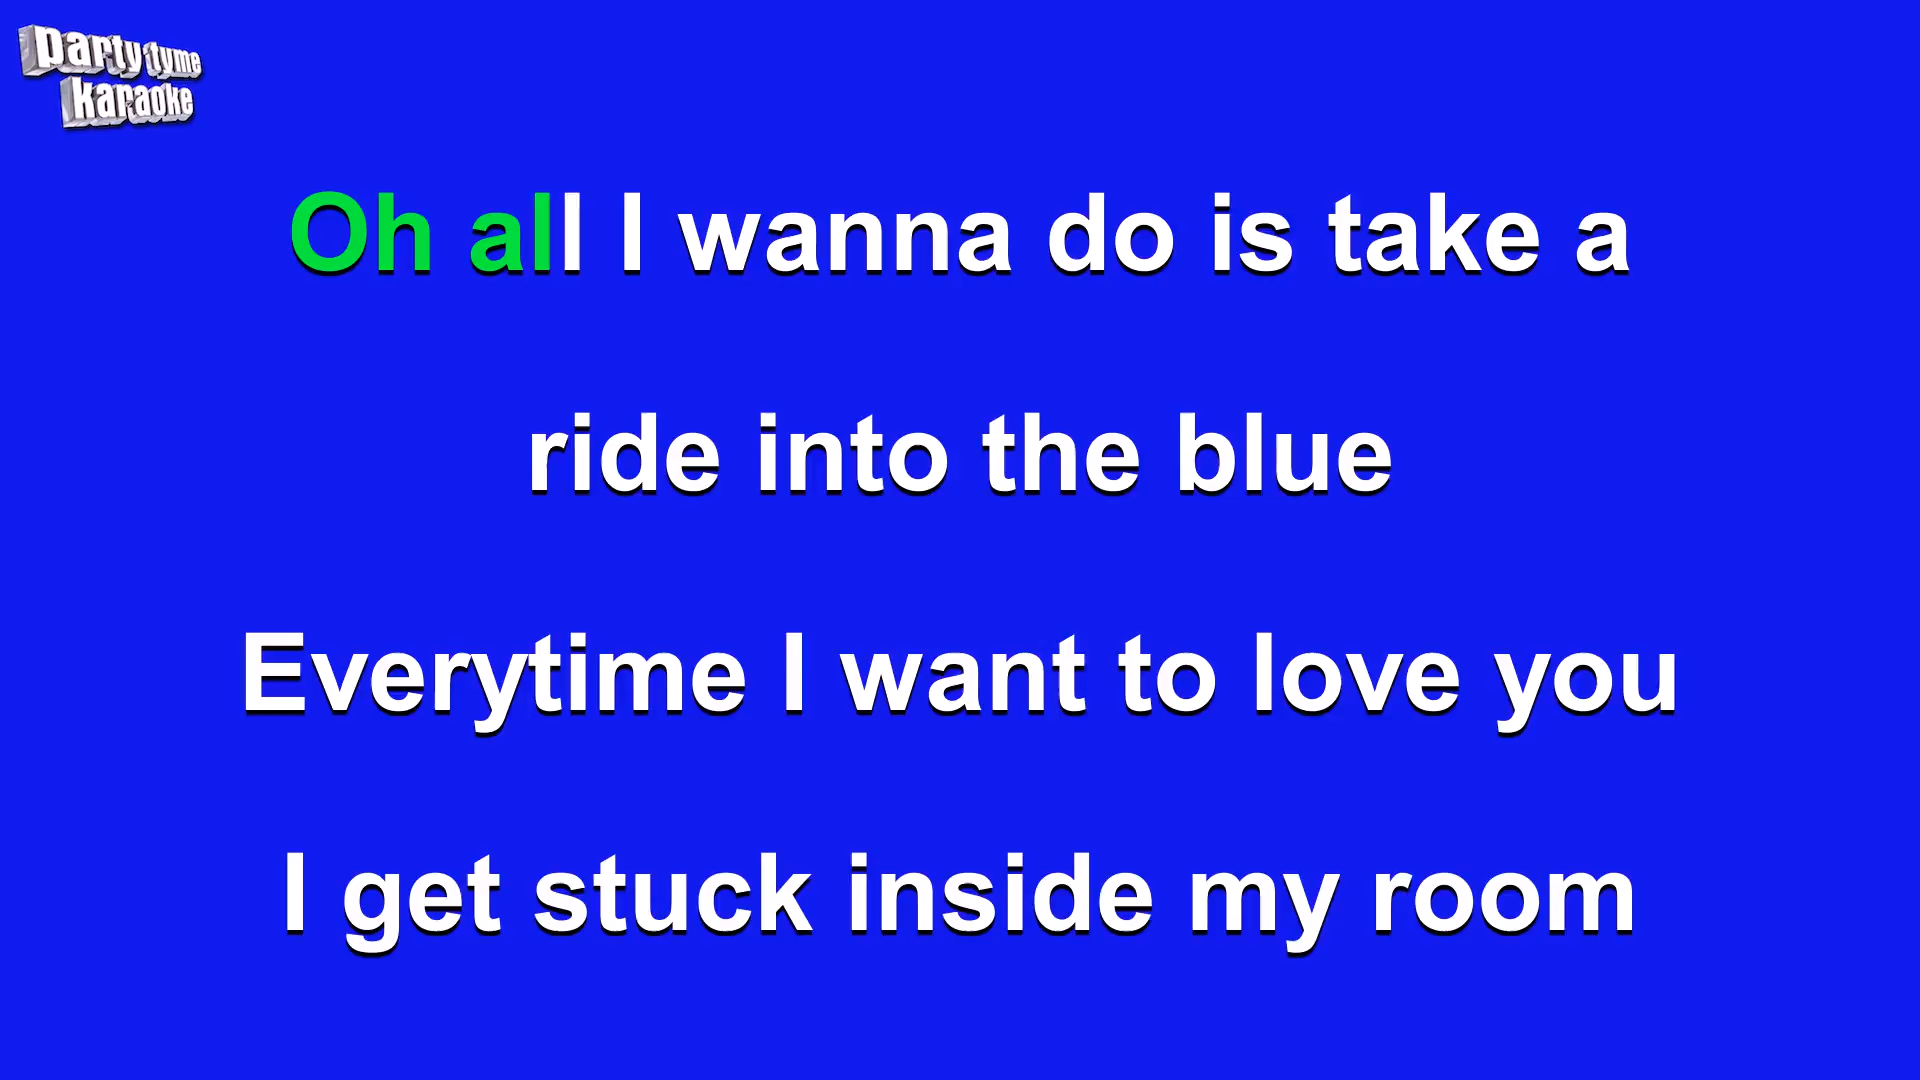 party tyme
karaoke
Oh all I wanna do is take a
ride into the blue
Everytime I want to love you
I get stuck inside my room